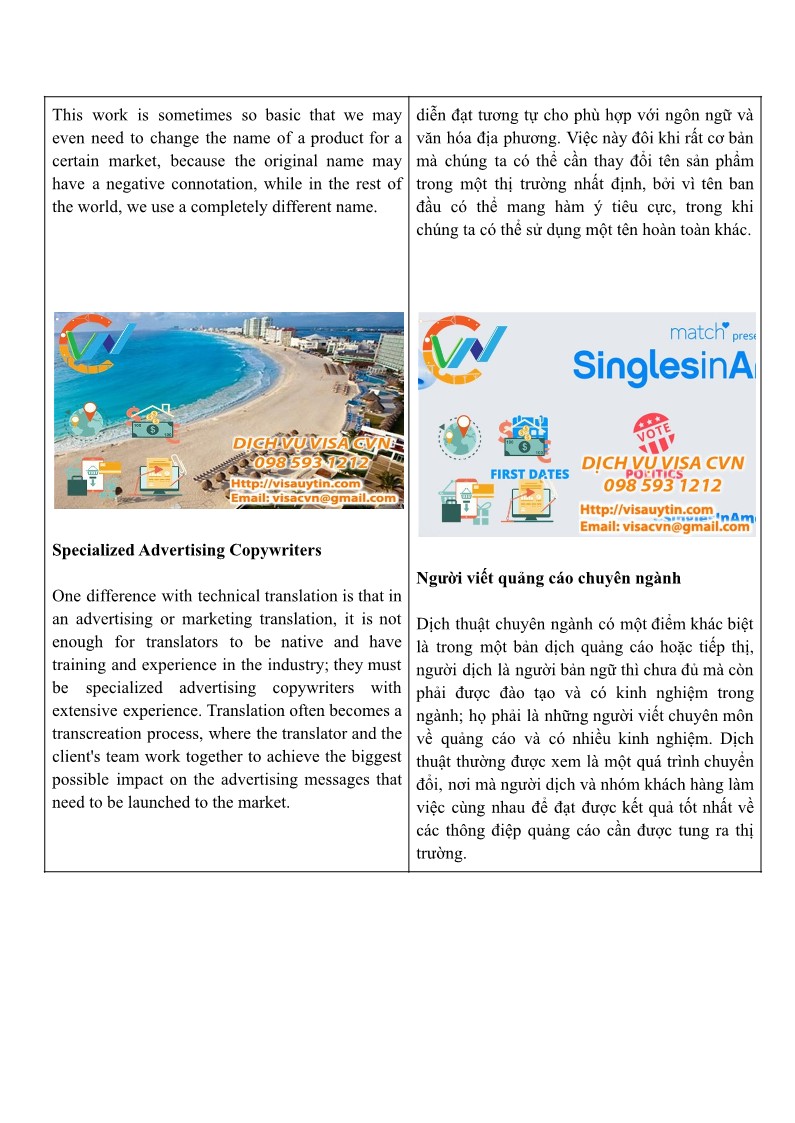 This work is sometimes so basic that we may
even need to change the name of a product for a
certain market, because the original name may
have a negative connotation, while in the rest of
the world, we use a completely different name.
DỊCH VỤ VISA CVN
098 593 1212
Http://visauytin.com
Email: visacvn@gmail.com
Specialized Advertising Copywriters
One difference with technical translation is that in
an advertising or marketing translation, it is not
enough for translators to be native and have
training and experience in the industry; they must
be specialized advertising copywriters with
extensive experience. Translation often becomes a
transcreation process, where the translator and the
client's team work together to achieve the biggest
possible impact on the advertising messages that
need to be launched to the market.
diễn đạt tương tự cho phù hợp với ngôn ngữ và
văn hóa địa phương. Việc này đôi khi rất cơ bản
mà chúng ta có thể cần thay đổi tên sản phẩm
trong một thị trường nhất định, bởi vì tên ban
đầu có thể mang hàm ý tiêu cực, trong khi
chúng ta có thể sử dụng một tên hoàn toàn khác.
match prese
SinglesinAm
VOTE
FIRST DATES
POLITICS
DỊCH VỤ VISA CVN
098 593 1212
Http://visauytin.com
Email: visacvn@gmail.com
Người viết quảng cáo chuyên ngành
Dịch thuật chuyên ngành có một điểm khác biệt
là trong một bản dịch quảng cáo hoặc tiếp thị,
người dịch là người bản ngữ thì chưa đủ mà còn
phải được đào tạo và có kinh nghiệm trong
ngành; họ phải là những người viết chuyên môn
về quảng cáo và có nhiều kinh nghiệm. Dịch
thuật thường được xem là một quá trình chuyển
đổi, nơi mà người dịch và nhóm khách hàng làm
việc cùng nhau để đạt được kết quả tốt nhất về
các thông điệp quảng cáo cần được tung ra thị
trường.